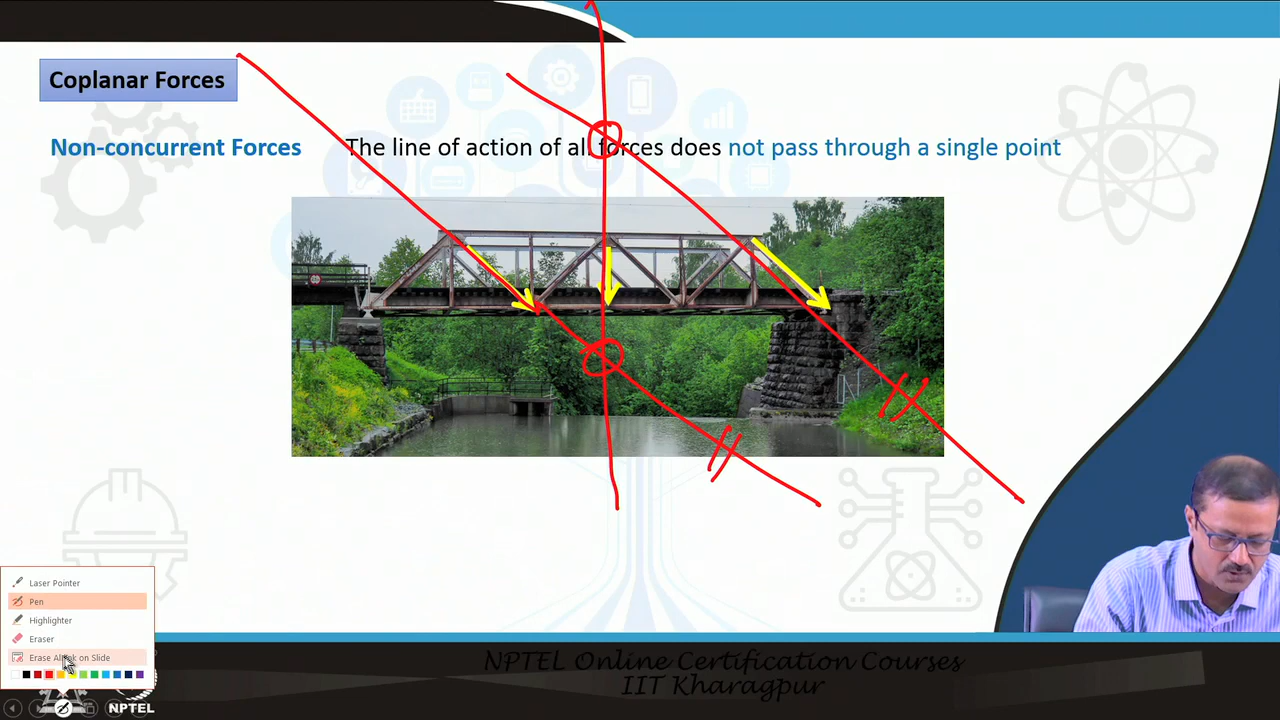 Coplanar Forces
Non-concurrent Forces The line of action of all forces does not pass through a single point
Laser Pointer
Pen
Highlighter
Eraser
Erase All Ink on Slide
NPTEL Online Certification Courses
IIT Kharagpur
NPTEL